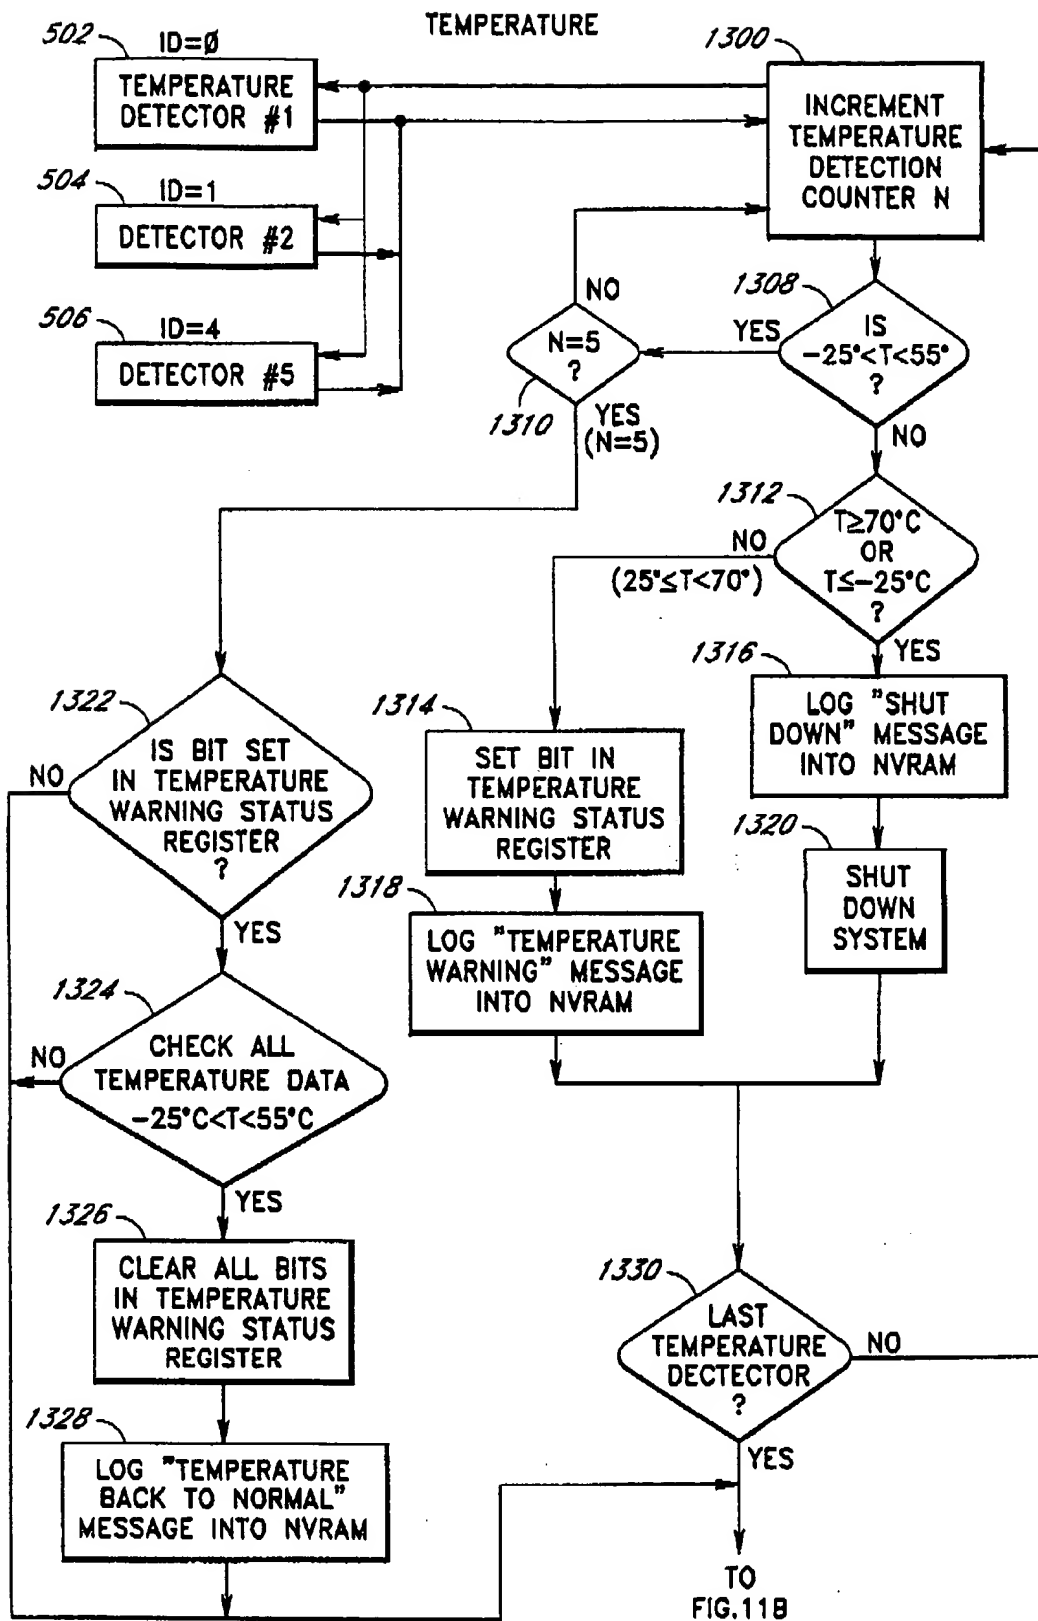 TEMPERATURE
502
ID=Ø
TEMPERATURE
DETECTOR #1
504
ID=1
DETECTOR #2
506
ID=4
DETECTOR #5
1300
INCREMENT
TEMPERATURE
DETECTION
COUNTER N
1308
IS
-25°<T<55°
?
YES
NO
N=5
?
1310
NO
YES
(N=5)
1312
T≥70°C
OR
T≤-25°C
?
NO
(25°≤T<70°)
YES
1316
LOG "SHUT
DOWN" MESSAGE
INTO NVRAM
1320
SHUT
DOWN
SYSTEM
1314
SET BIT IN
TEMPERATURE
WARNING STATUS
REGISTER
1318
LOG "TEMPERATURE
WARNING" MESSAGE
INTO NVRAM
1322
IS BIT SET
IN TEMPERATURE
WARNING STATUS
REGISTER
?
NO
YES
1324
CHECK ALL
TEMPERATURE DATA
-25°C<T<55°C
NO
YES
1326
CLEAR ALL BITS
IN TEMPERATURE
WARNING STATUS
REGISTER
1328
LOG "TEMPERATURE
BACK TO NORMAL"
MESSAGE INTO NVRAM
1330
LAST
TEMPERATURE
DECTECTOR
?
NO
YES
TO
FIG.11B